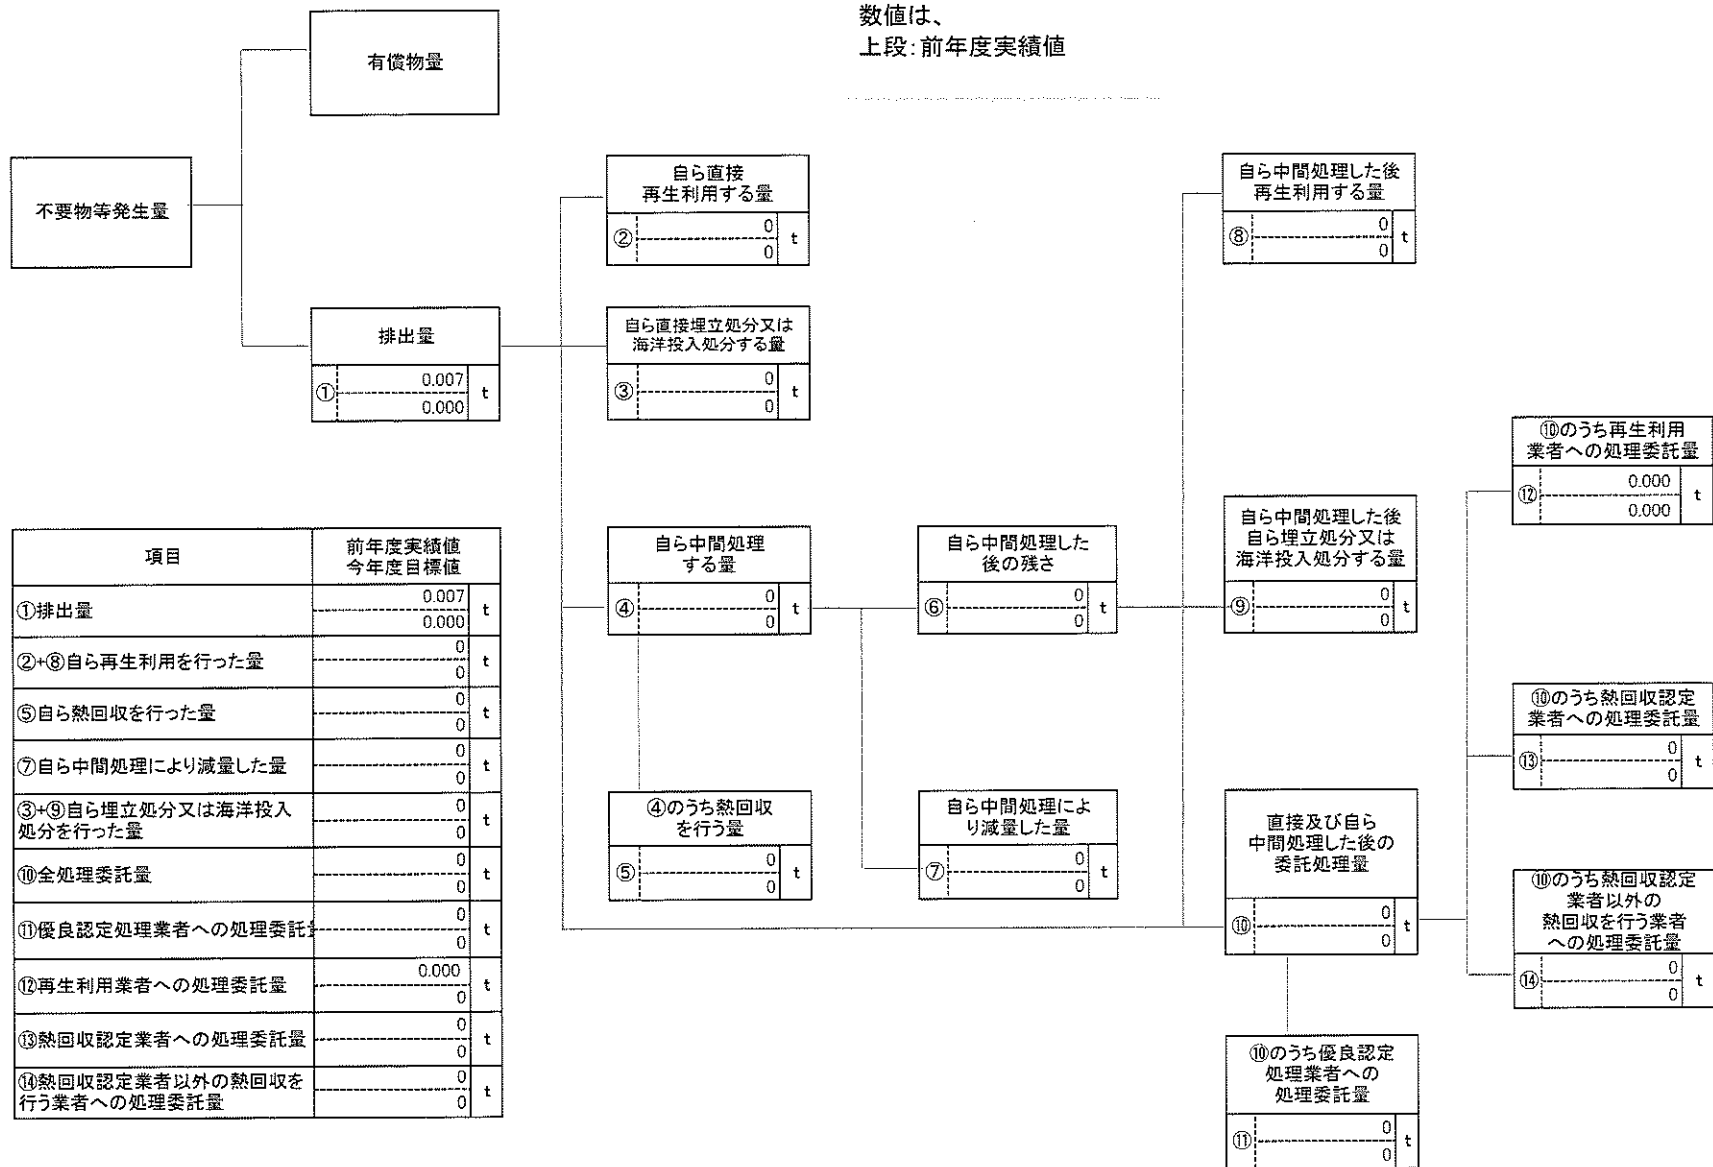 数値は、
上段：前年度実績値
有償物量
不要物等発生量
排出量
① 0.007 t
0.000
自ら直接
再生利用する量
② 0 t
0
自ら直接埋立処分又は
海洋投入処分する量
③ 0 t
0
自ら中間処理した後
再生利用する量
⑧ 0 t
0
⑩のうち再生利用
業者への処理委託量
⑫ 0.000 t
0.000
自ら中間処理
する量
④ 0 t
0
自ら中間処理した
後の残さ
⑥ 0 t
0
自ら中間処理した後
自ら埋立処分又は
海洋投入処分する量
⑨ 0 t
0
⑩のうち熱回収認定
業者への処理委託量
⑬ 0 t
0
④のうち熱回収
を行う量
⑤ 0 t
0
自ら中間処理によ
り減量した量
⑦ 0 t
0
直接及び自ら
中間処理した後の
委託処理量
⑩ 0 t
0
⑩のうち熱回収認定
業者以外の
熱回収を行う業者
への処理委託量
⑭ 0 t
0
⑩のうち優良認定
処理業者への
処理委託量
⑪ 0 t
0
項目 前年度実績値
今年度目標値
①排出量 0.007 t
0.000
②+⑧自ら再生利用を行った量 0 t
0
⑤自ら熱回収を行った量 0 t
0
⑦自ら中間処理により減量した量 0 t
0
③+⑨自ら埋立処分又は海洋投入
処分を行った量 0 t
0
⑩全処理委託量 0 t
0
⑪優良認定処理業者への処理委託 0 t
0
⑫再生利用業者への処理委託量 0.000 t
0
⑬熱回収認定業者への処理委託量 0 t
0
⑭熱回収認定業者以外の熱回収を
行う業者への処理委託量 0 t
0